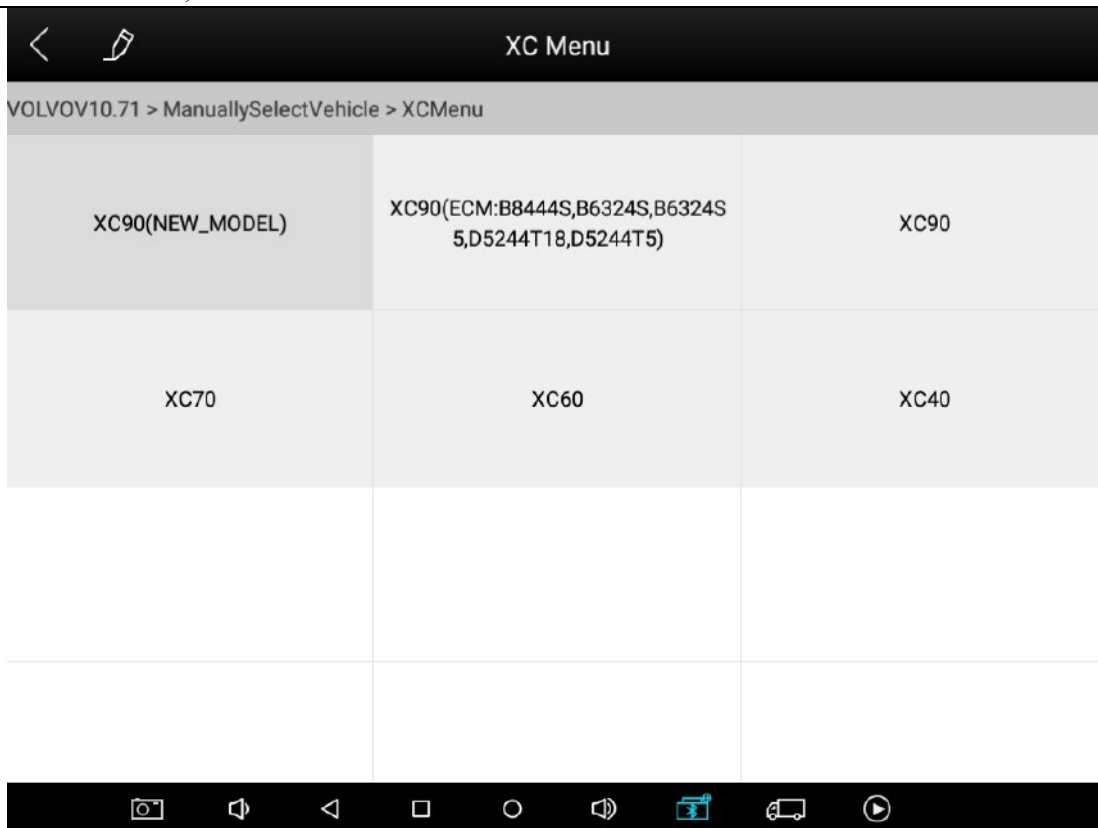 XC Menu
VOLVOV10.71 > ManuallySelectVehicle > XCMenu
XC90(NEW_MODEL)
XC90(ECM:B8444S,B6324S,B6324S
5,D5244T18,D5244T5)
XC90
XC70
XC60
XC40